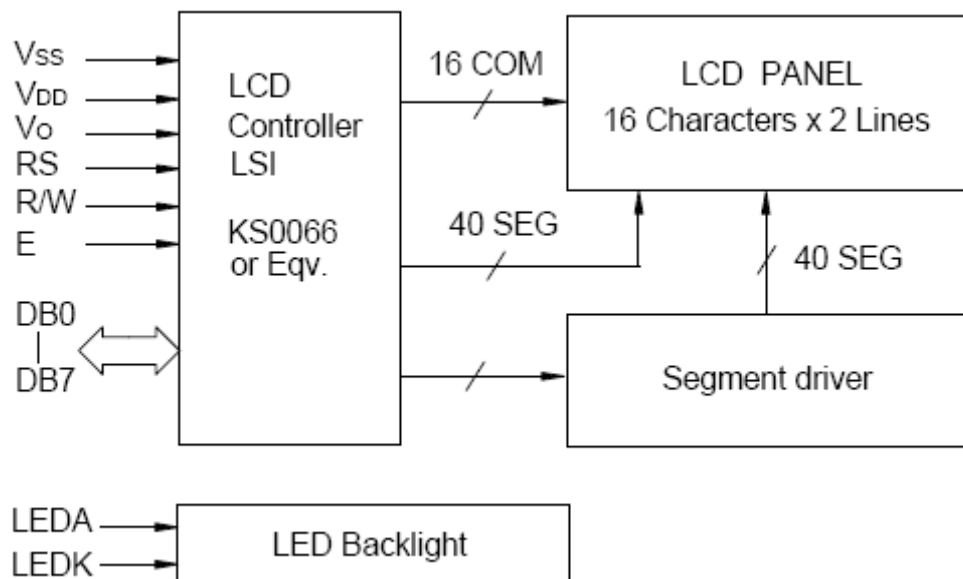 Vss
VDD
Vo
RS
R/W
E
DB0
DB7
LCD
Controller
LSI
KS0066
or Eqv.
16 COM
40 SEG
LCD PANEL
16 Characters x 2 Lines
40 SEG
Segment driver
LEDA
LEDK
LED Backlight